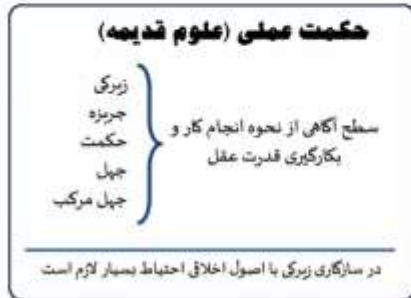 حکمت عملی (علوم قدیمه)
زیرکی
جربزه
حکمت
جهل
جهل مرکب
سطح آگاهی از نحوه انجام کار و
بکارگیری قدرت عقل
در سازگاری زیرکی با اصول اخلاقی احتیاط بسیار لازم است